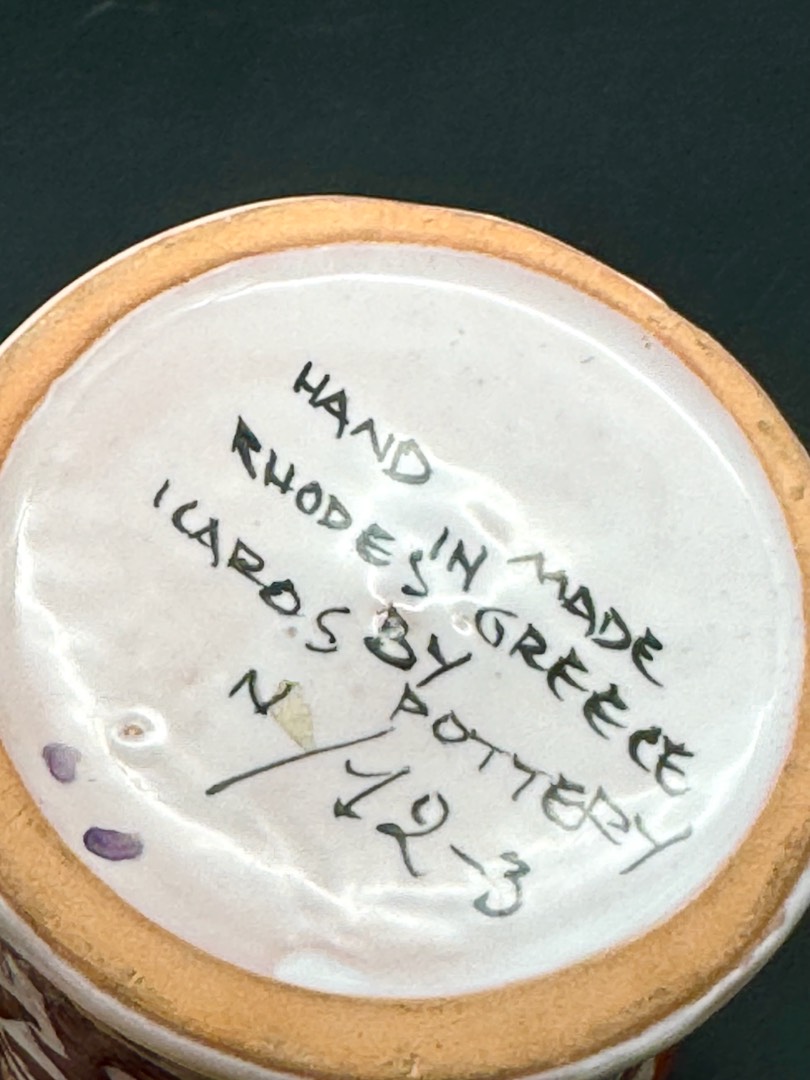 HAND IN MADE
RHODES GREECE
ICAROS BY POTTERY
N/12-3